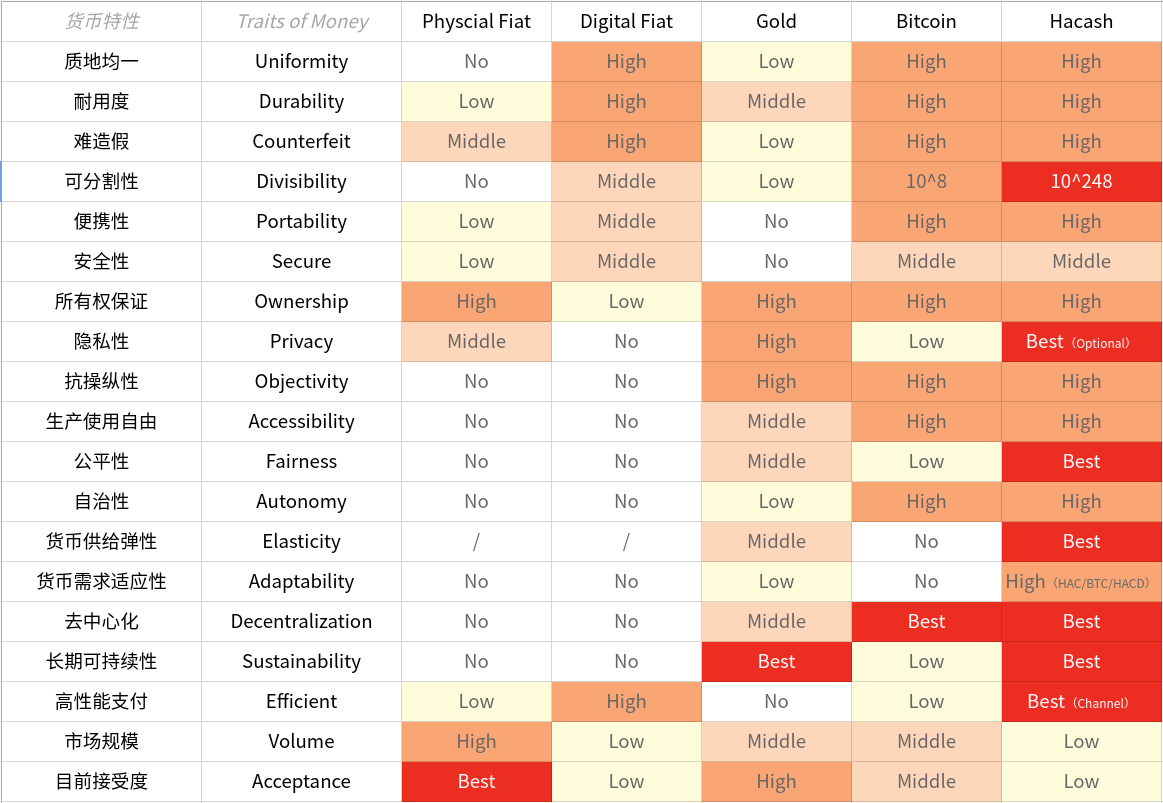 货币特性 Traits of Money Physcial Fiat Digital Fiat Gold Bitcoin Hacash
质地均一 Uniformity No High Low High High
耐用度 Durability Low High Middle High High
难造假 Counterfeit Middle High Low High High
可分割性 Divisibility No Middle Low 10^8 10^248
便携性 Portability Low Middle No High High
安全性 Secure Low Middle No Middle Middle
所有权保证 Ownership High Low High High High
隐私性 Privacy Middle No High Low Best（Optional）
抗操纵性 Objectivity No No High High High
生产使用自由 Accessibility No No Middle High High
公平性 Fairness No No Middle Low Best
自治性 Autonomy No No Low High High
货币供给弹性 Elasticity / / Middle No Best
货币需求适应性 Adaptability No No Low No High（HAC/BTC/HACD）
去中心化 Decentralization No No Middle Best Best
长期可持续性 Sustainability No No Best Low Best
高性能支付 Efficient Low High No Low Best（Channel）
市场规模 Volume High Low Middle Middle Low
目前接受度 Acceptance Best Low High Middle Low